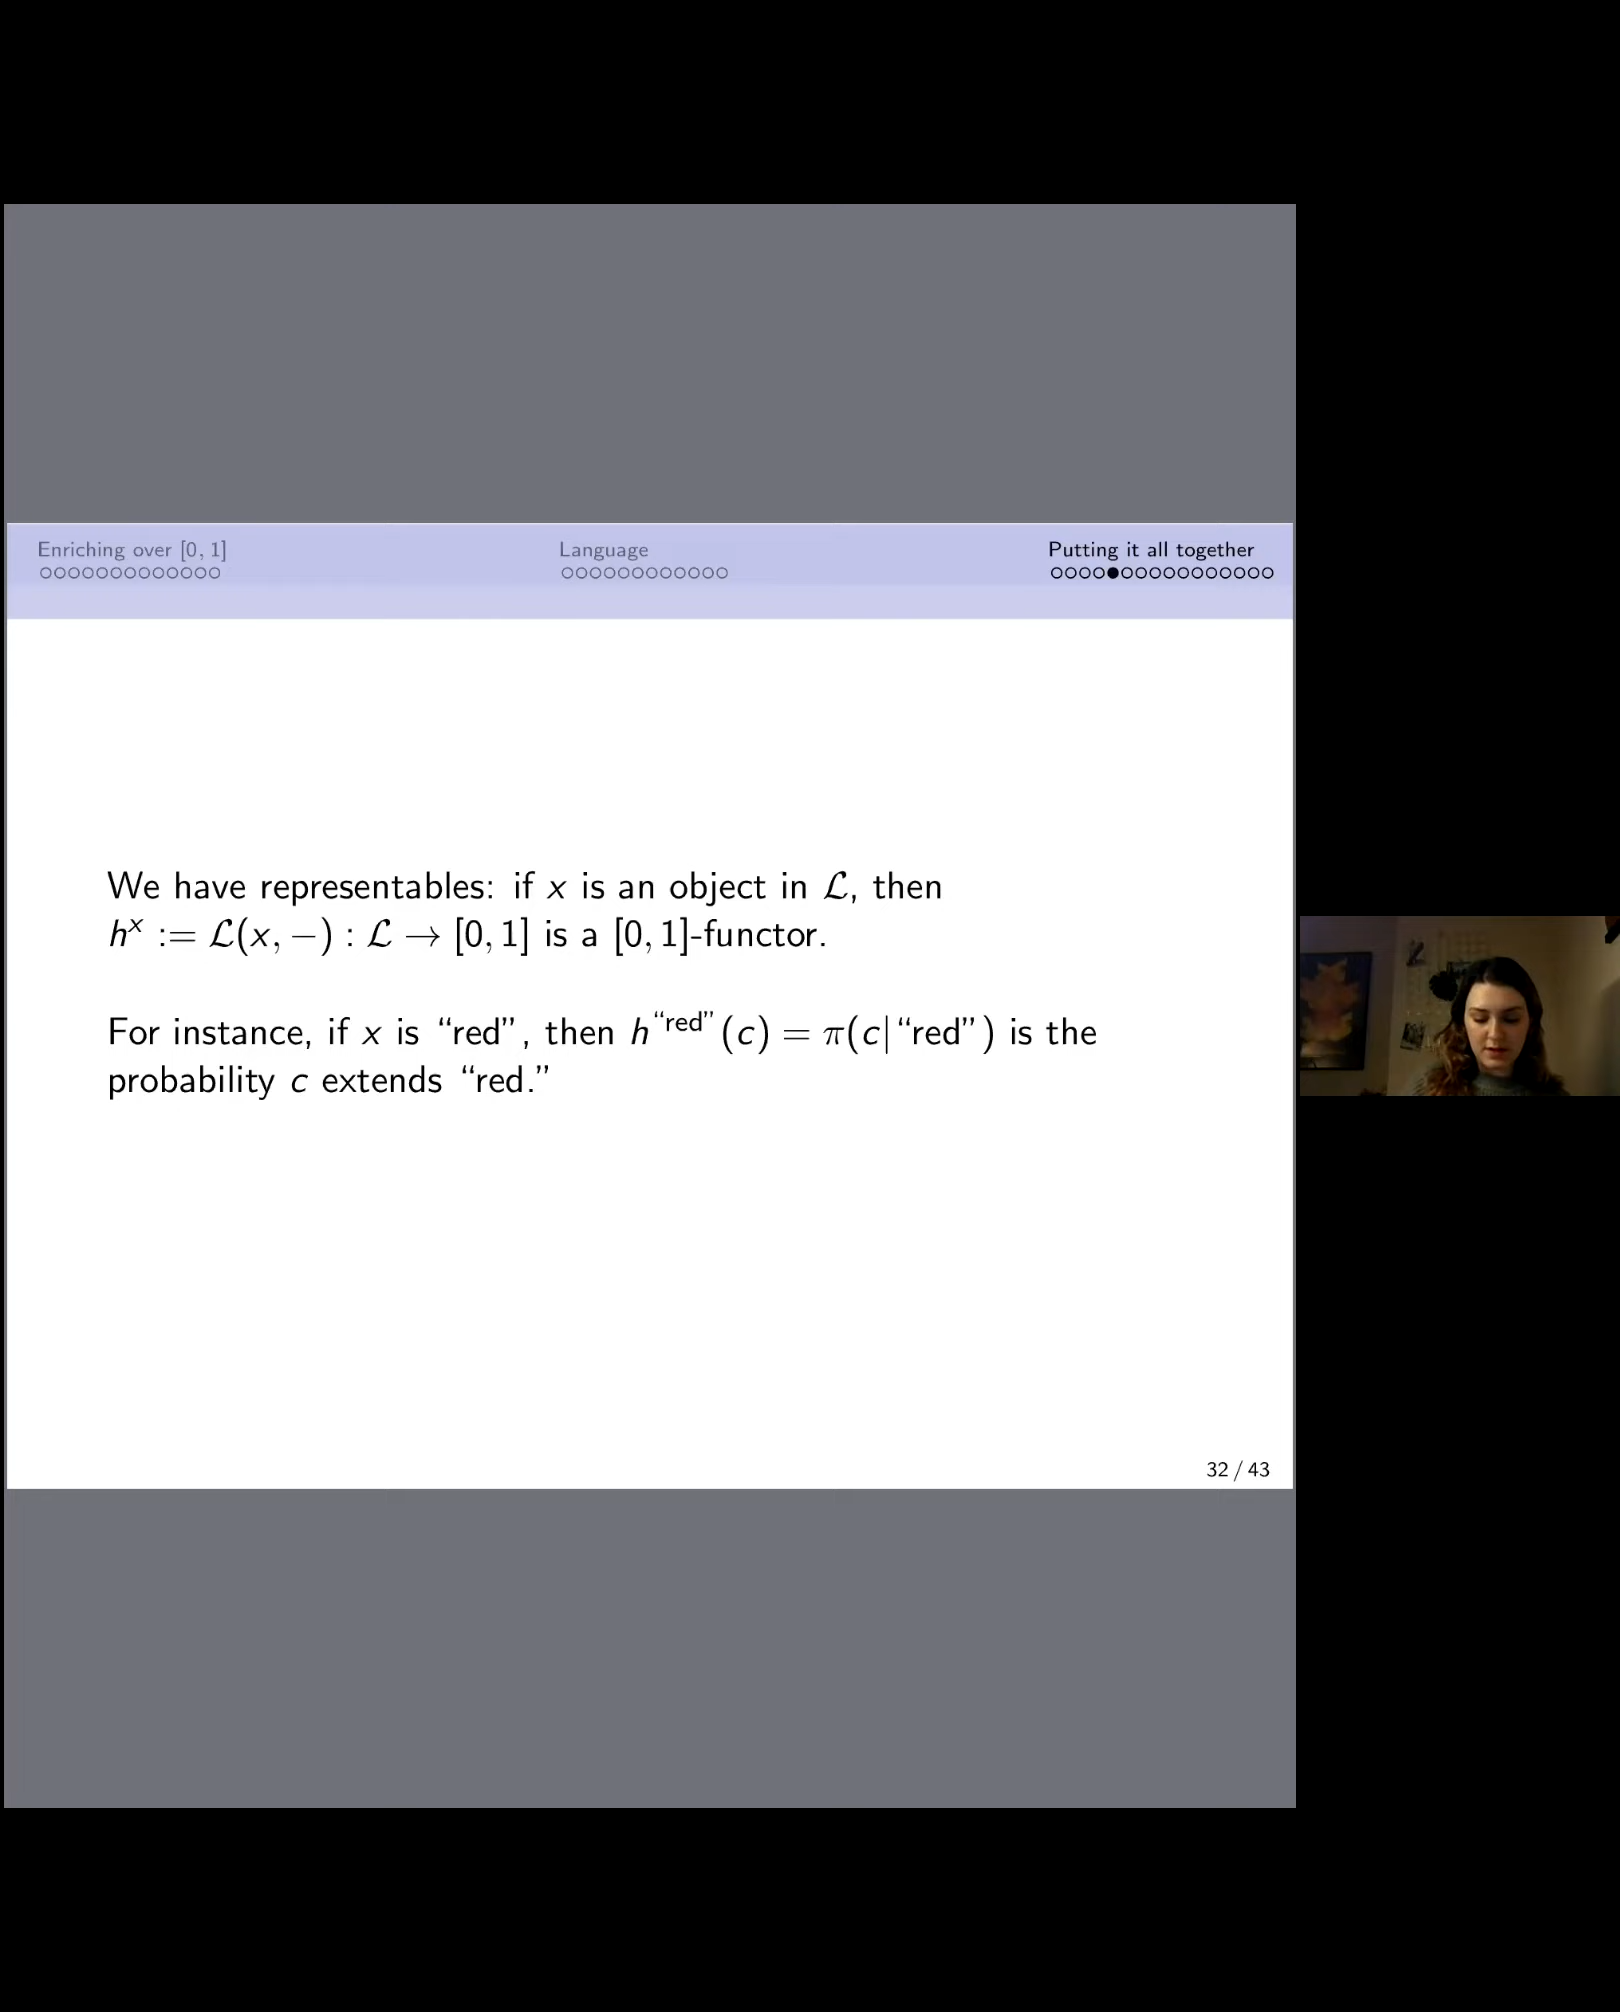 Enriching over [0, 1]
Language
Putting it all together
We have representables: if x is an object in ℒ, then
hˣ := ℒ(x, −) : ℒ → [0, 1] is a [0, 1]-functor.
For instance, if x is “red”, then h^“red”(c) = π(c|“red”) is the
probability c extends “red.”
32 / 43